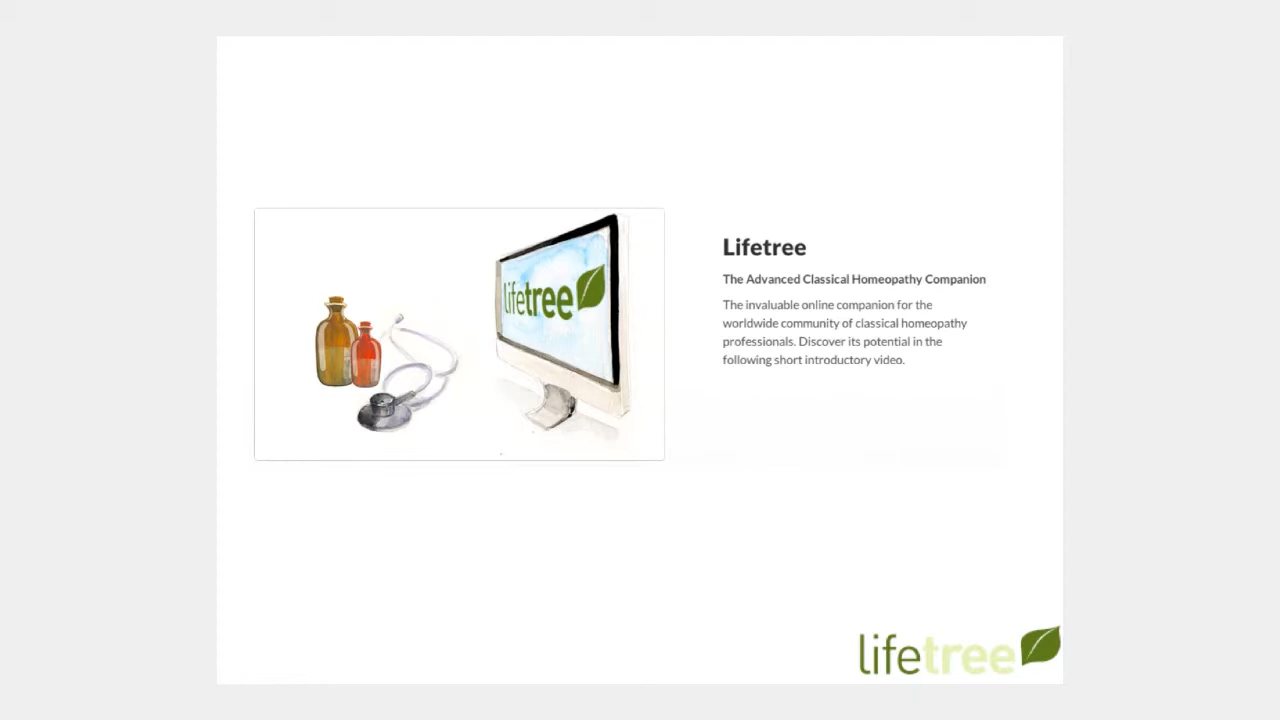 lifetree
Lifetree
The Advanced Classical Homeopathy Companion
The invaluable online companion for the
worldwide community of classical homeopathy
professionals. Discover its potential in the
following short introductory video.
lifetree